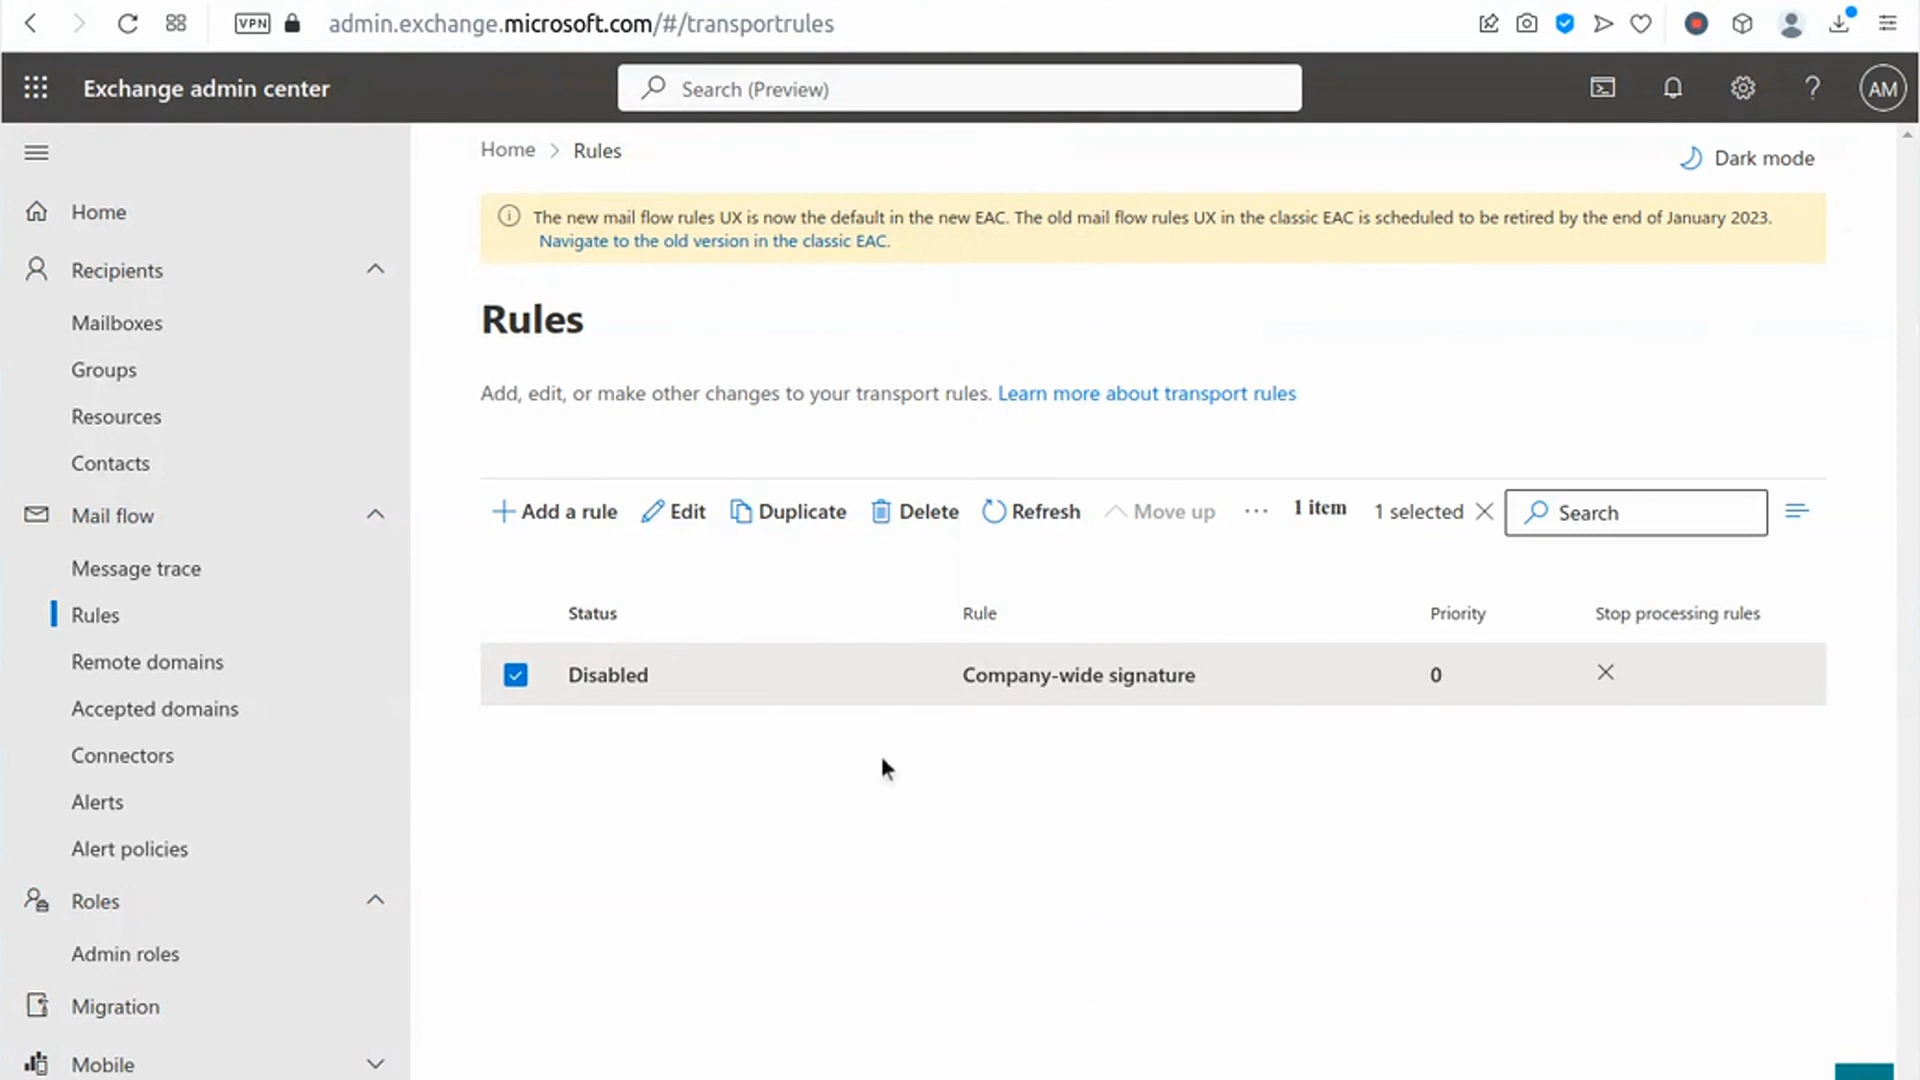 VPN admin.exchange.microsoft.com/#/transportrules
Exchange admin center
Search (Preview)
AM
Home
Recipients
Mailboxes
Groups
Resources
Contacts
Mail flow
Message trace
Rules
Remote domains
Accepted domains
Connectors
Alerts
Alert policies
Roles
Admin roles
Migration
Mobile
Home > Rules
Dark mode
The new mail flow rules UX is now the default in the new EAC. The old mail flow rules UX in the classic EAC is scheduled to be retired by the end of January 2023.
Navigate to the old version in the classic EAC.
Rules
Add, edit, or make other changes to your transport rules. Learn more about transport rules
Add a rule Edit Duplicate Delete Refresh Move up ... 1 item 1 selected Search
Status Rule Priority Stop processing rules
Disabled Company-wide signature 0